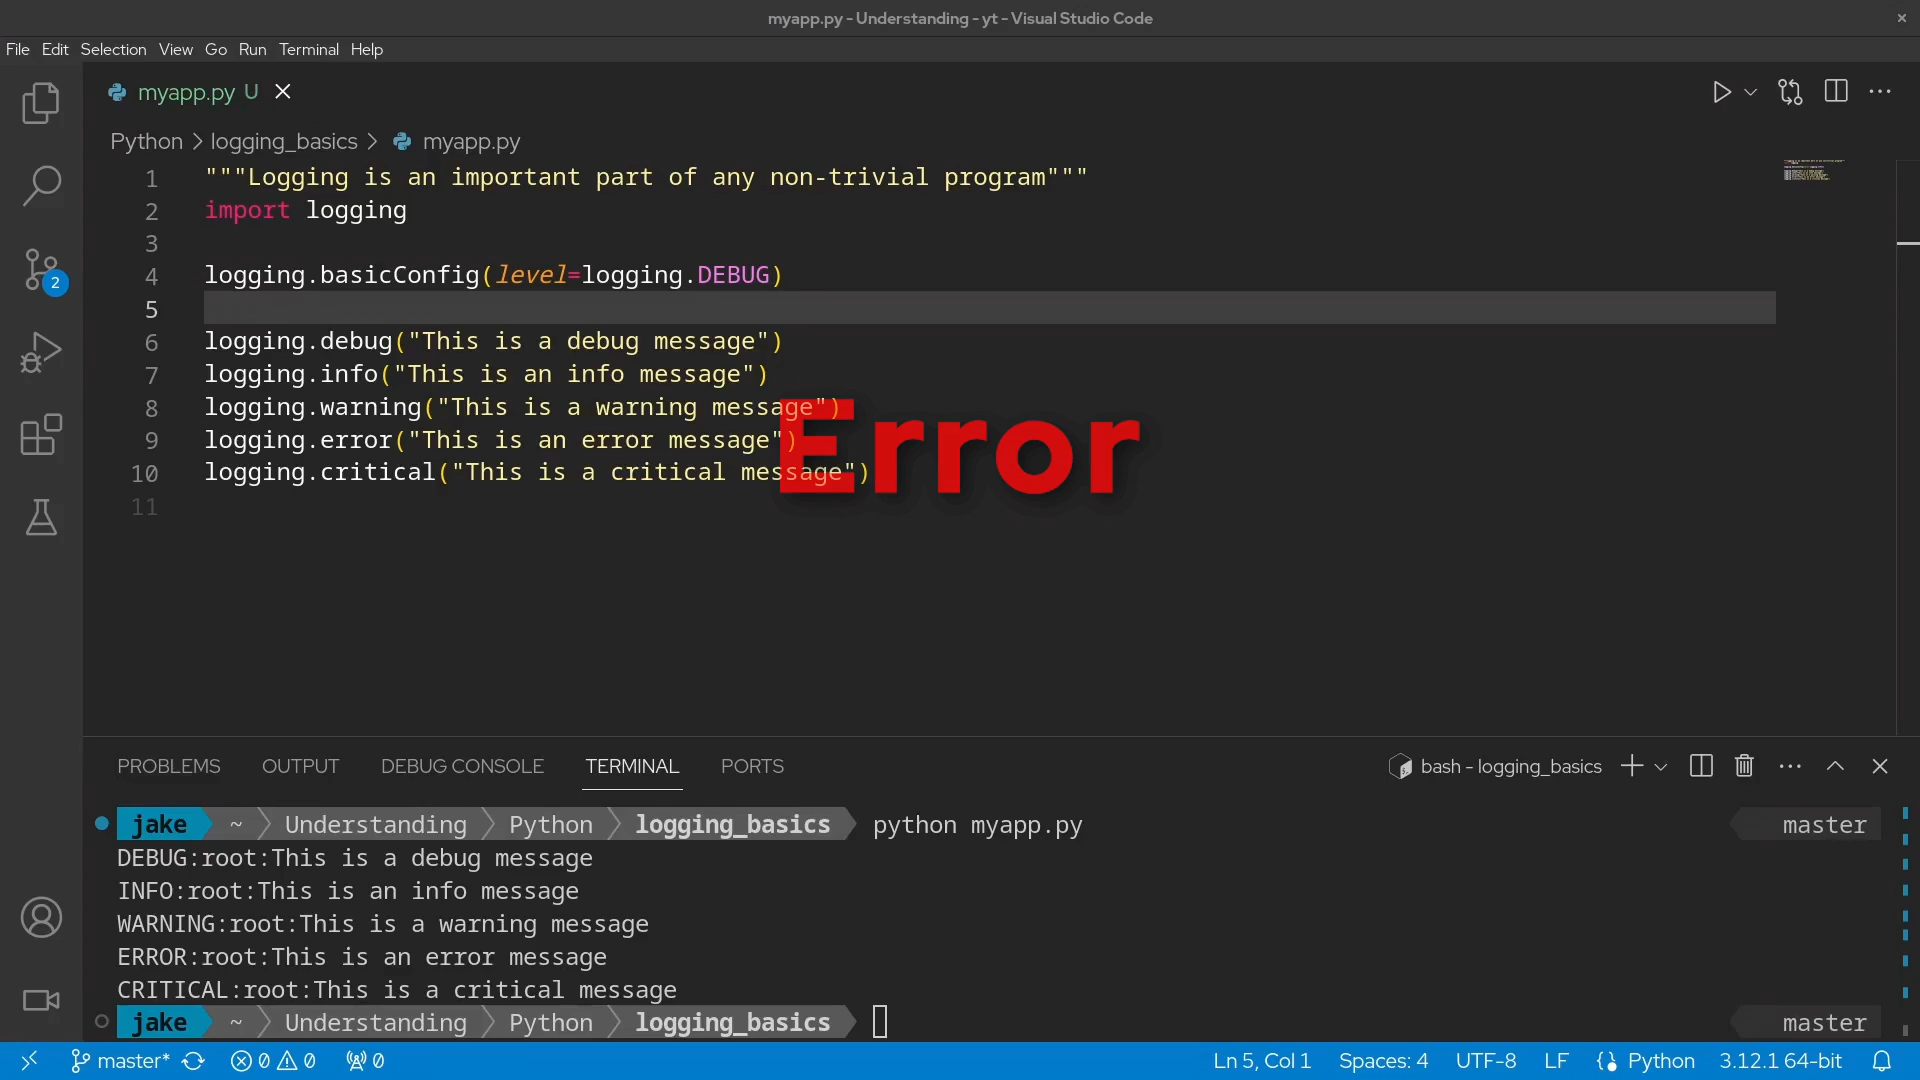 myapp.py - Understanding - yt - Visual Studio Code
File Edit Selection View Go Run Terminal Help
myapp.py U
Python > logging_basics > myapp.py
1 """Logging is an important part of any non-trivial program"""
2 import logging
3
4 logging.basicConfig(level=logging.DEBUG)
5
6 logging.debug("This is a debug message")
7 logging.info("This is an info message")
8 logging.warning("This is a warning message")
9 logging.error("This is an error message")
10 logging.critical("This is a critical message")
11
Error
2
PROBLEMS OUTPUT DEBUG CONSOLE TERMINAL PORTS
bash - logging_basics
jake ~ Understanding Python logging_basics python myapp.py master
DEBUG:root:This is a debug message
INFO:root:This is an info message
WARNING:root:This is a warning message
ERROR:root:This is an error message
CRITICAL:root:This is a critical message
jake ~ Understanding Python logging_basics master
master* 0 0 0 Ln 5, Col 1 Spaces: 4 UTF-8 LF Python 3.12.1 64-bit